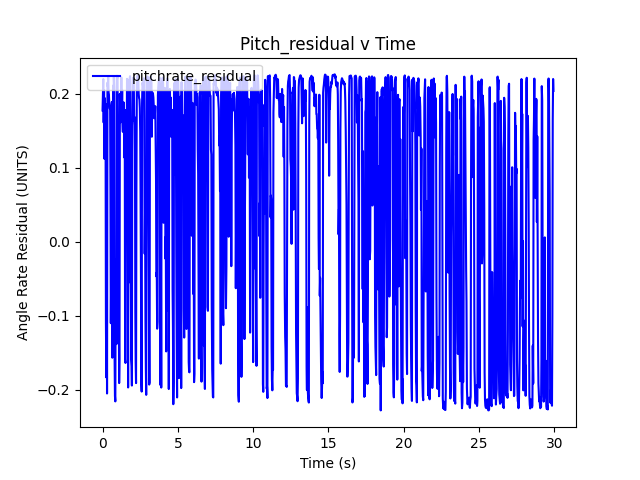 Pitch_residual v Time
pitchrate_residual
Angle Rate Residual (UNITS)
0.2
0.1
0.0
−0.1
−0.2
0 5 10 15 20 25 30
Time (s)